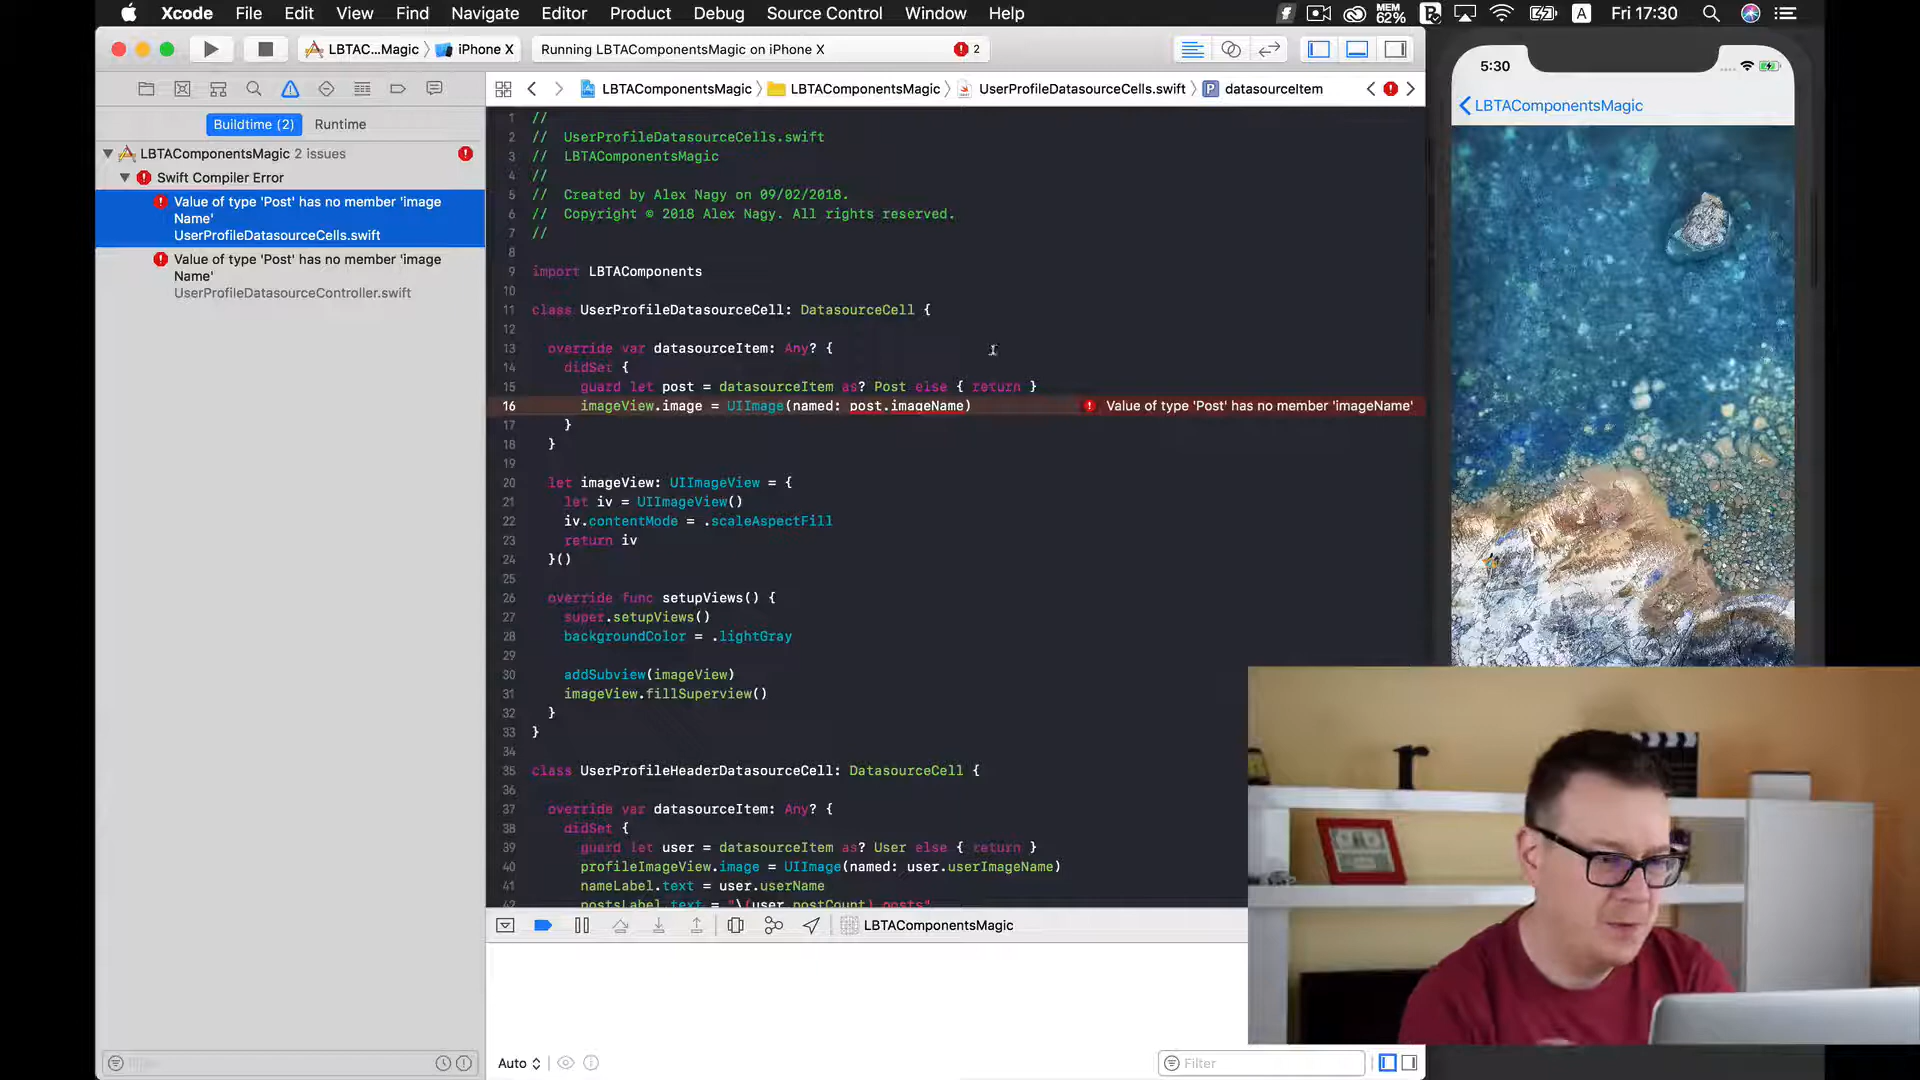 Xcode File Edit View Find Navigate Editor Product Debug Source Control Window Help MEM 62% A Fri 17:30
LBTAC...Magic iPhone X Running LBTAComponentsMagic on iPhone X 2
5:30
LBTAComponentsMagic LBTAComponentsMagic UserProfileDatasourceCells.swift datasourceItem
LBTAComponentsMagic
Buildtime (2) Runtime
LBTAComponentsMagic 2 issues
Swift Compiler Error
Value of type 'Post' has no member 'image
Name'
UserProfileDatasourceCells.swift
Value of type 'Post' has no member 'image
Name'
UserProfileDatasourceController.swift
1 //
2 // UserProfileDatasourceCells.swift
3 // LBTAComponentsMagic
4 //
5 // Created by Alex Nagy on 09/02/2018.
6 // Copyright © 2018 Alex Nagy. All rights reserved.
7 //
8
9 import LBTAComponents
10
11 class UserProfileDatasourceCell: DatasourceCell {
12
13 override var datasourceItem: Any? {
14 didSet {
15 guard let post = datasourceItem as? Post else { return }
16 imageView.image = UIImage(named: post.imageName) Value of type 'Post' has no member 'imageName'
17 }
18 }
19
20 let imageView: UIImageView = {
21 let iv = UIImageView()
22 iv.contentMode = .scaleAspectFill
23 return iv
24 }()
25
26 override func setupViews() {
27 super.setupViews()
28 backgroundColor = .lightGray
29
30 addSubview(imageView)
31 imageView.fillSuperview()
32 }
33 }
34
35 class UserProfileHeaderDatasourceCell: DatasourceCell {
36
37 override var datasourceItem: Any? {
38 didSet {
39 guard let user = datasourceItem as? User else { return }
40 profileImageView.image = UIImage(named: user.userImageName)
41 nameLabel.text = user.userName
42 postsLabel.text = "\(user.postCount) posts"
LBTAComponentsMagic
Filter
Auto
Filter